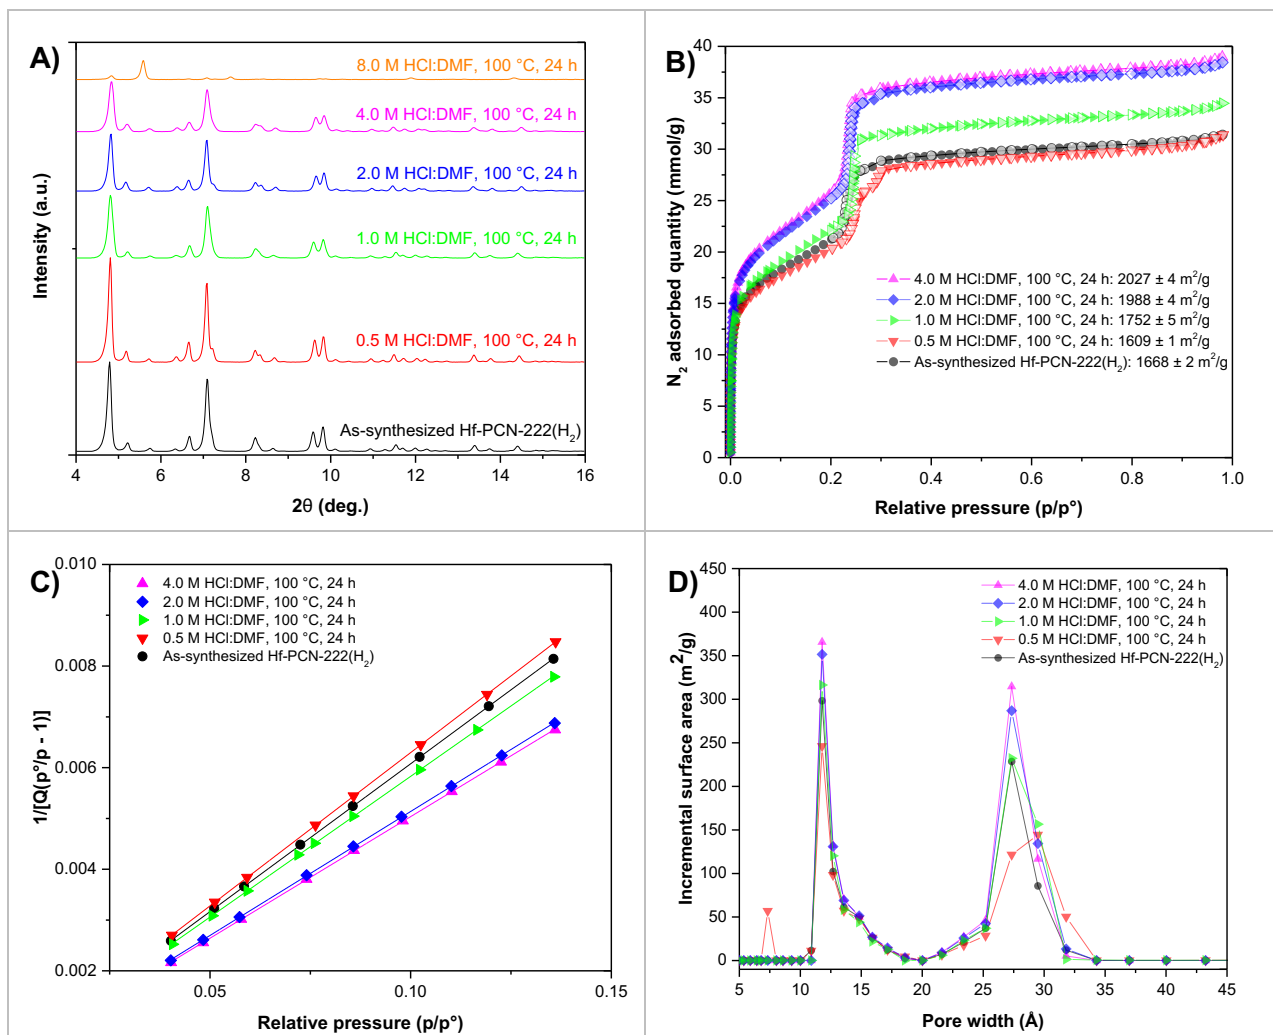 A)
8.0 M HCl:DMF, 100 °C, 24 h
4.0 M HCl:DMF, 100 °C, 24 h
2.0 M HCl:DMF, 100 °C, 24 h
1.0 M HCl:DMF, 100 °C, 24 h
0.5 M HCl:DMF, 100 °C, 24 h
As-synthesized Hf-PCN-222(H₂)
Intensity (a.u.)
4 6 8 10 12 14 16
2θ (deg.)
B)
40
35
30
25
20
15
10
5
0
N₂ adsorbed quantity (mmol/g)
4.0 M HCl:DMF, 100 °C, 24 h: 2027 ± 4 m²/g
2.0 M HCl:DMF, 100 °C, 24 h: 1988 ± 4 m²/g
1.0 M HCl:DMF, 100 °C, 24 h: 1752 ± 5 m²/g
0.5 M HCl:DMF, 100 °C, 24 h: 1609 ± 1 m²/g
As-synthesized Hf-PCN-222(H₂): 1668 ± 2 m²/g
0.0 0.2 0.4 0.6 0.8 1.0
Relative pressure (p/p°)
C)
0.010
0.008
0.006
0.004
0.002
1/[Q(p°/p - 1)]
4.0 M HCl:DMF, 100 °C, 24 h
2.0 M HCl:DMF, 100 °C, 24 h
1.0 M HCl:DMF, 100 °C, 24 h
0.5 M HCl:DMF, 100 °C, 24 h
As-synthesized Hf-PCN-222(H₂)
0.05 0.10 0.15
Relative pressure (p/p°)
D)
450
400
350
300
250
200
150
100
50
0
Incremental surface area (m²/g)
4.0 M HCl:DMF, 100 °C, 24 h
2.0 M HCl:DMF, 100 °C, 24 h
1.0 M HCl:DMF, 100 °C, 24 h
0.5 M HCl:DMF, 100 °C, 24 h
As-synthesized Hf-PCN-222(H₂)
5 10 15 20 25 30 35 40 45
Pore width (Å)